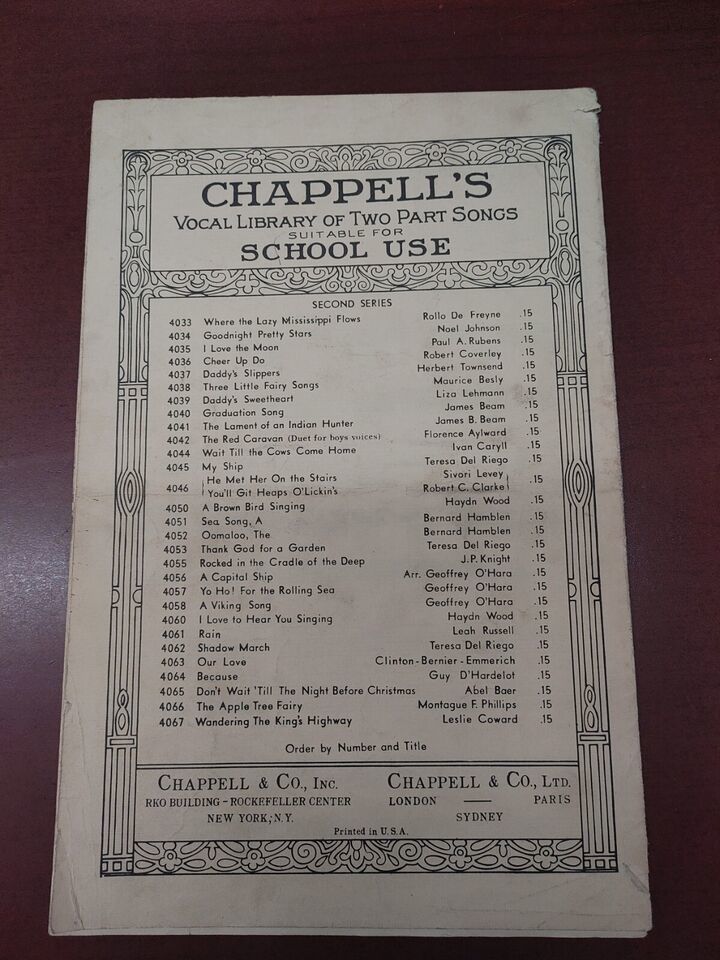 CHAPPELL'S
VOCAL LIBRARY OF TWO PART SONGS
SUITABLE FOR
SCHOOL USE
SECOND SERIES
4033 Where the Lazy Mississippi Flows Rollo De Freyne .15
4034 Goodnight Pretty Stars Noel Johnson .15
4035 I Love the Moon Paul A. Rubens .15
4036 Cheer Up Do Robert Coverley .15
4037 Daddy's Slippers Herbert Townsend .15
4038 Three Little Fairy Songs Maurice Besly .15
4039 Daddy's Sweetheart Liza Lehmann .15
4040 Graduation Song James Beam .15
4041 The Lament of an Indian Hunter James B. Beam .15
4042 The Red Caravan (Duet for boys voices) Florence Aylward .15
4044 Wait Till the Cows Come Home Ivan Caryll .15
4045 My Ship Teresa Del Riego .15
4046 { He Met Her On the Stairs Sivori Levey } .15
You'll Git Heaps O'Lickin's Robert C. Clarke
4050 A Brown Bird Singing Haydn Wood .15
4051 Sea Song, A Bernard Hamblen .15
4052 Oomaloo, The Bernard Hamblen .15
4053 Thank God for a Garden Teresa Del Riego .15
4055 Rocked in the Cradle of the Deep J.P. Knight .15
4056 A Capital Ship Arr. Geoffrey O'Hara .15
4057 Yo Ho! For the Rolling Sea Geoffrey O'Hara .15
4058 A Viking Song Geoffrey O'Hara .15
4060 I Love to Hear You Singing Haydn Wood .15
4061 Rain Leah Russell .15
4062 Shadow March Teresa Del Riego .15
4063 Our Love Clinton-Bernier-Emmerich .15
4064 Because Guy D'Hardelot .15
4065 Don't Wait 'Till The Night Before Christmas Abel Baer .15
4066 The Apple Tree Fairy Montague F. Phillips .15
4067 Wandering The King's Highway Leslie Coward .15
Order by Number and Title
CHAPPELL & CO., INC. CHAPPELL & CO., LTD.
RKO BUILDING - ROCKEFELLER CENTER LONDON — PARIS
NEW YORK, N.Y. SYDNEY
Printed in U.S.A.